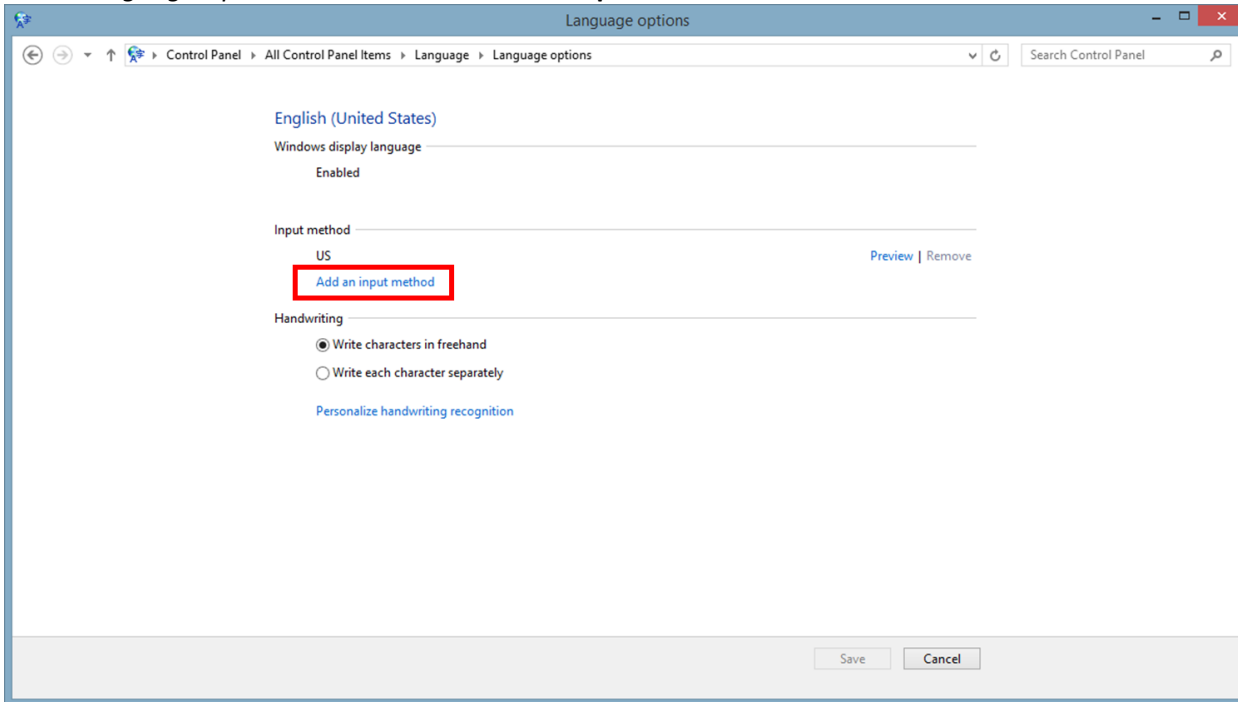 Language options
Control Panel All Control Panel Items Language Language options Search Control Panel
English (United States)
Windows display language
Enabled
Input method
US Preview | Remove
Add an input method
Handwriting
Write characters in freehand
Write each character separately
Personalize handwriting recognition
Save Cancel